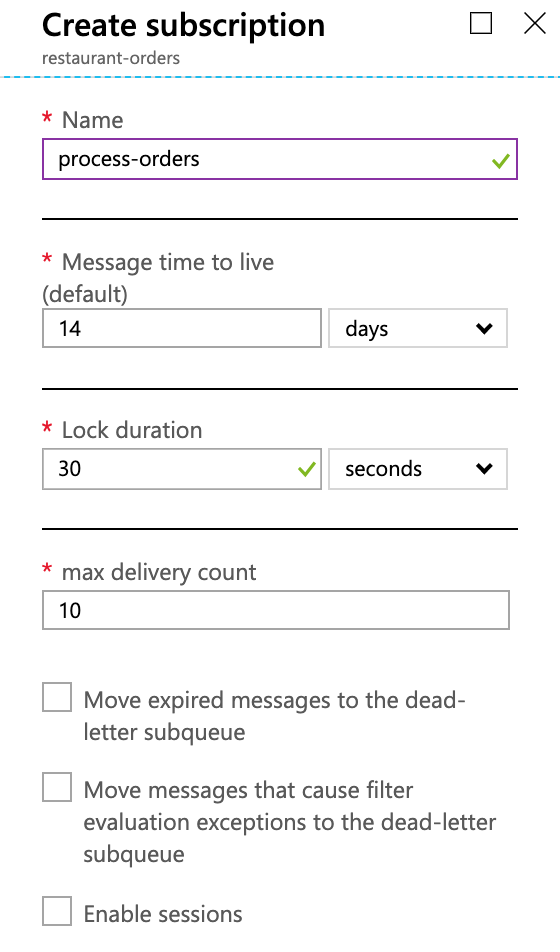 Create subscription
restaurant-orders
* Name
process-orders
* Message time to live
(default)
14
days
* Lock duration
30
seconds
* max delivery count
10
Move expired messages to the dead-
letter subqueue
Move messages that cause filter
evaluation exceptions to the dead-letter
subqueue
Enable sessions